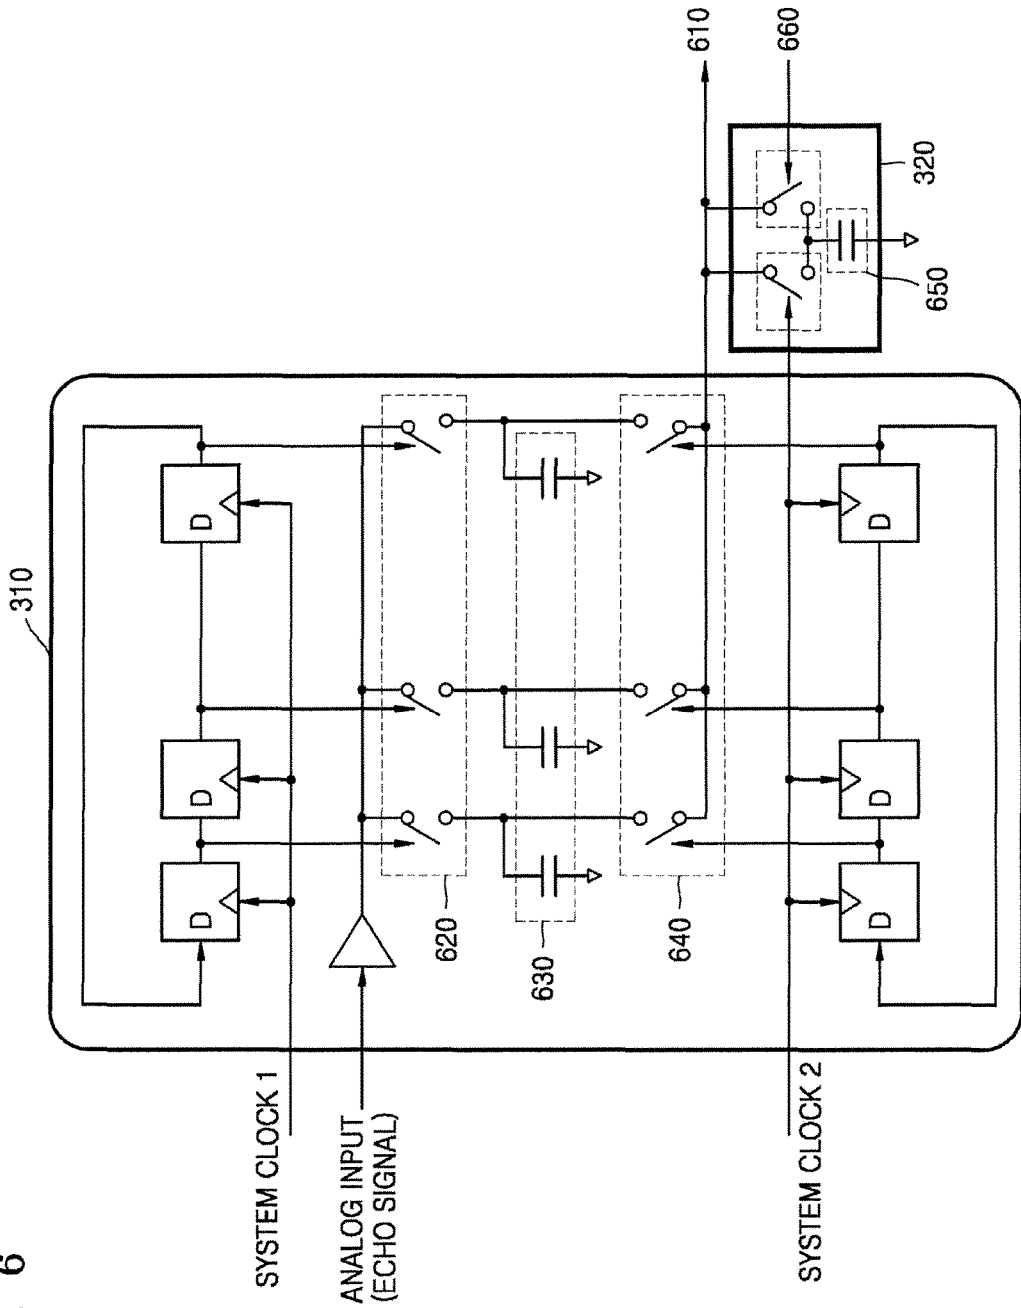 6
310
SYSTEM CLOCK 1
D
D
D
ANALOG INPUT
(ECHO SIGNAL)
620
630
640
610
660
320
650
SYSTEM CLOCK 2
D
D
D